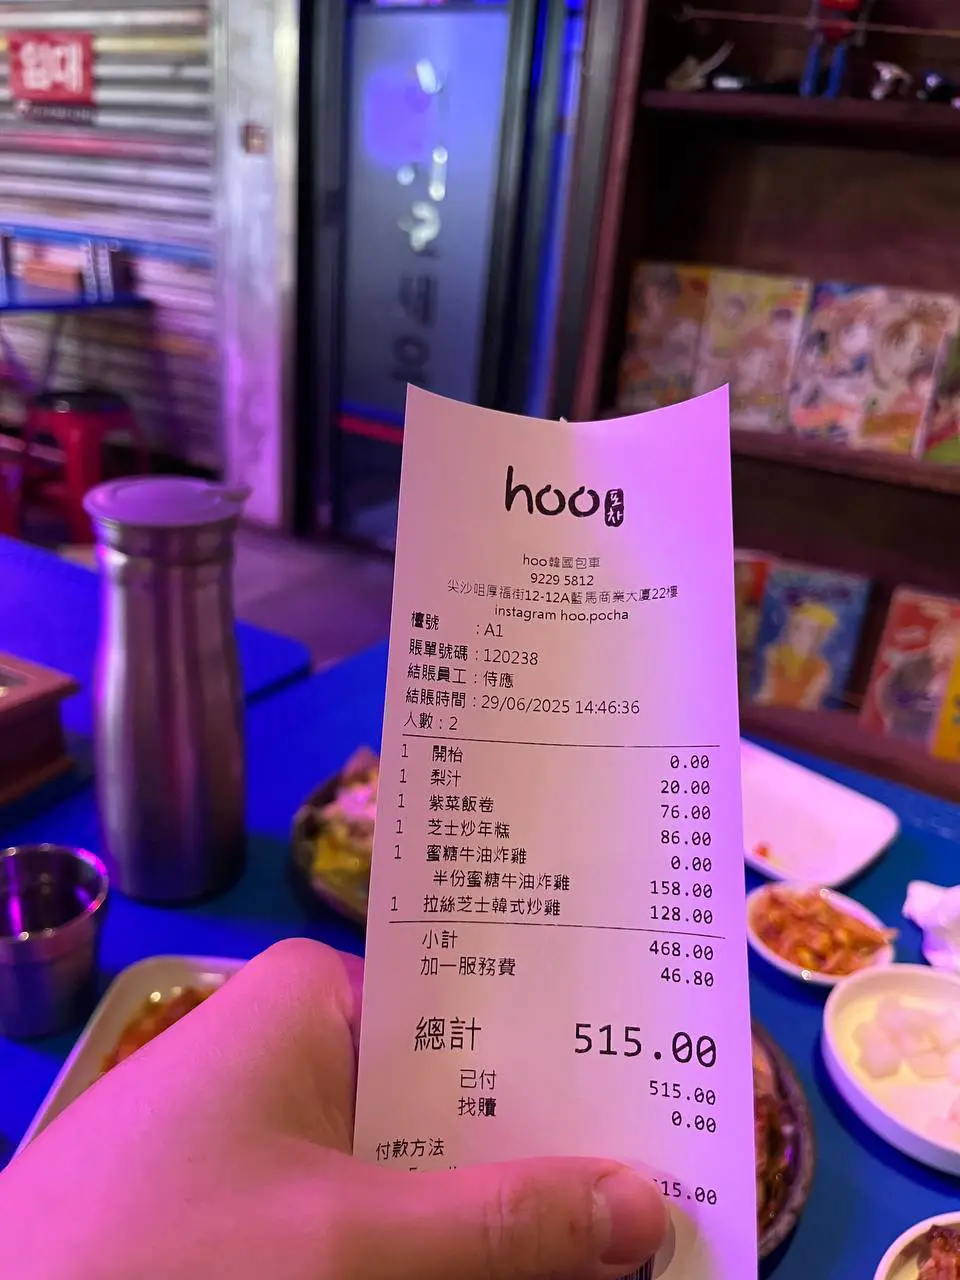 임대
hoo 포차
hoo韓國包車
9229 5812
尖沙咀厚福街12-12A藍馬商業大廈22樓
instagram hoo.pocha
檯號 : A1
賬單號碼 : 120238
結賬員工 : 侍應
結賬時間 : 29/06/2025 14:46:36
人數 : 2
1 開枱 0.00
1 梨汁 20.00
1 紫菜飯卷 76.00
1 芝士炒年糕 86.00
1 蜜糖牛油炸雞 0.00
半份蜜糖牛油炸雞 158.00
1 拉絲芝士韓式炒雞 128.00
小計 468.00
加一服務費 46.80
總計 515.00
已付 515.00
找贖 0.00
付款方法
15.00